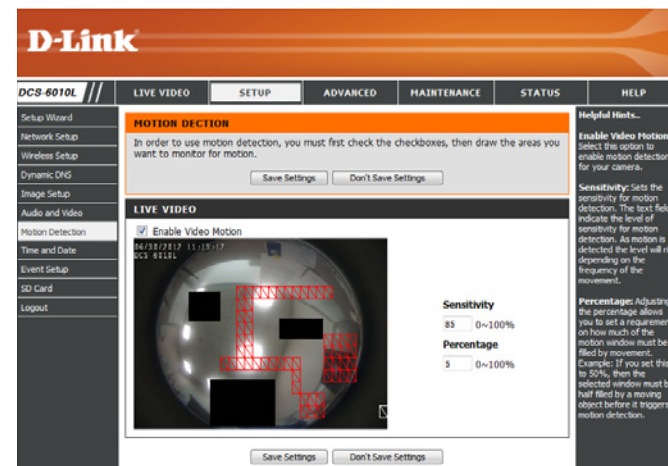 D-Link
DCS-6010L
LIVE VIDEO
SETUP
ADVANCED
MAINTENANCE
STATUS
HELP
Setup Wizard
Network Setup
Wireless Setup
Dynamic DNS
Image Setup
Audio and Video
Motion Detection
Time and Date
Event Setup
SD Card
Logout
MOTION DECTION
In order to use motion detection, you must first check the checkboxes, then draw the areas you
want to monitor for motion.
Save Settings
Don't Save Settings
LIVE VIDEO
Enable Video Motion
DCS 6010L
Sensitivity
85 0~100%
Percentage
5 0~100%
Save Settings
Don't Save Settings
Helpful Hints..
Enable Video Motion
Select this option to
enable motion detection
for your camera.
Sensitivity: Sets the
sensitivity for motion
detection. The text fiel
indicate the level of
sensitivity for motion
detection. As motion is
detected the level will ri
depending on the
frequency of the
movement.
Percentage: Adjusting
the percentage allows
you to set a requiremen
on how much of the
motion window must be
filled by movement.
Example: If you set this
to 50%, then the
selected window must b
half filled by a moving
object before it triggers
motion detection.